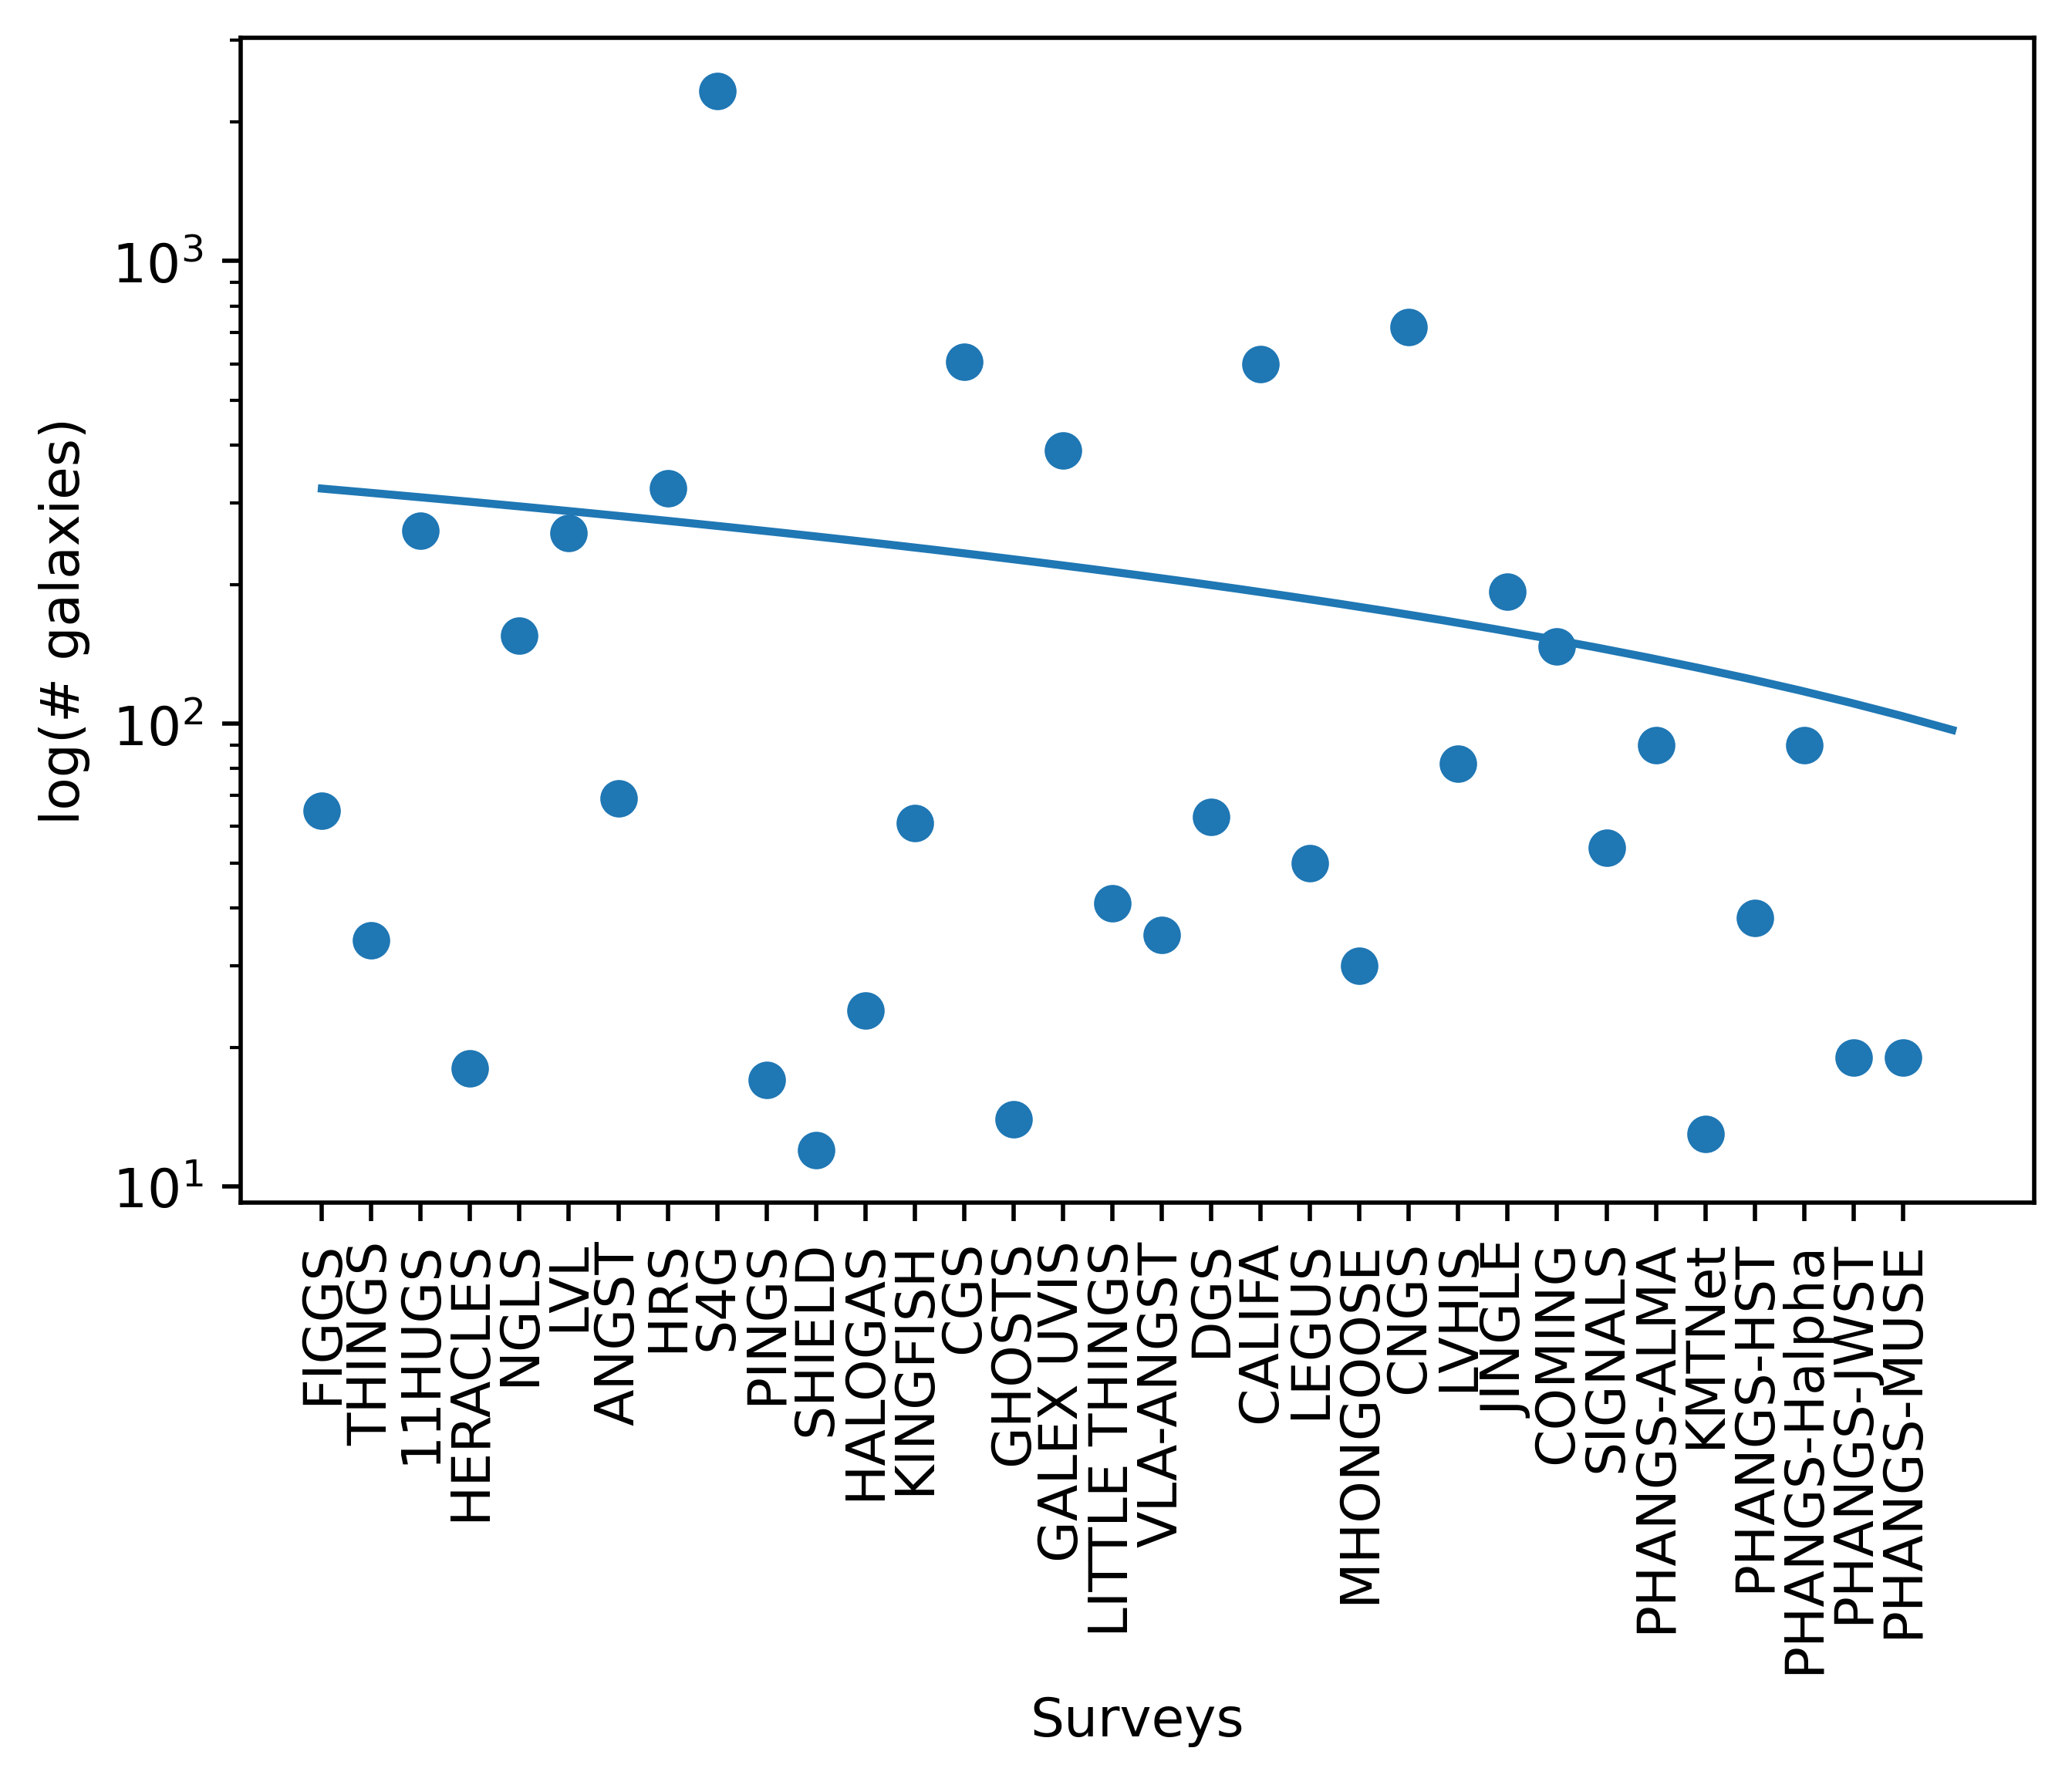 log(# galaxies)
10³
10²
10¹
FIGGS
THINGS
11HUGS
HERACLES
NGLS
LVL
ANGST
HRS
S4G
PINGS
SHIELD
HALOGAS
KINGFISH
CGS
GHOSTS
GALEX UVIS
LITTLE THINGS
VLA-ANGST
DGS
CALIFA
LEGUS
MHONGOOSE
CNGS
LVHIS
JINGLE
COMING
SIGNALS
PHANGS-ALMA
KMTNet
PHANGS-HST
PHANGS-Halpha
PHANGS-JWST
PHANGS-MUSE
Surveys